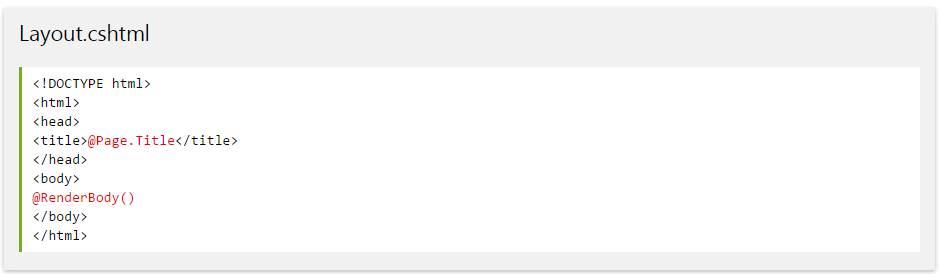 Layout.cshtml
<!DOCTYPE html>
<html>
<head>
<title>@Page.Title</title>
</head>
<body>
@RenderBody()
</body>
</html>